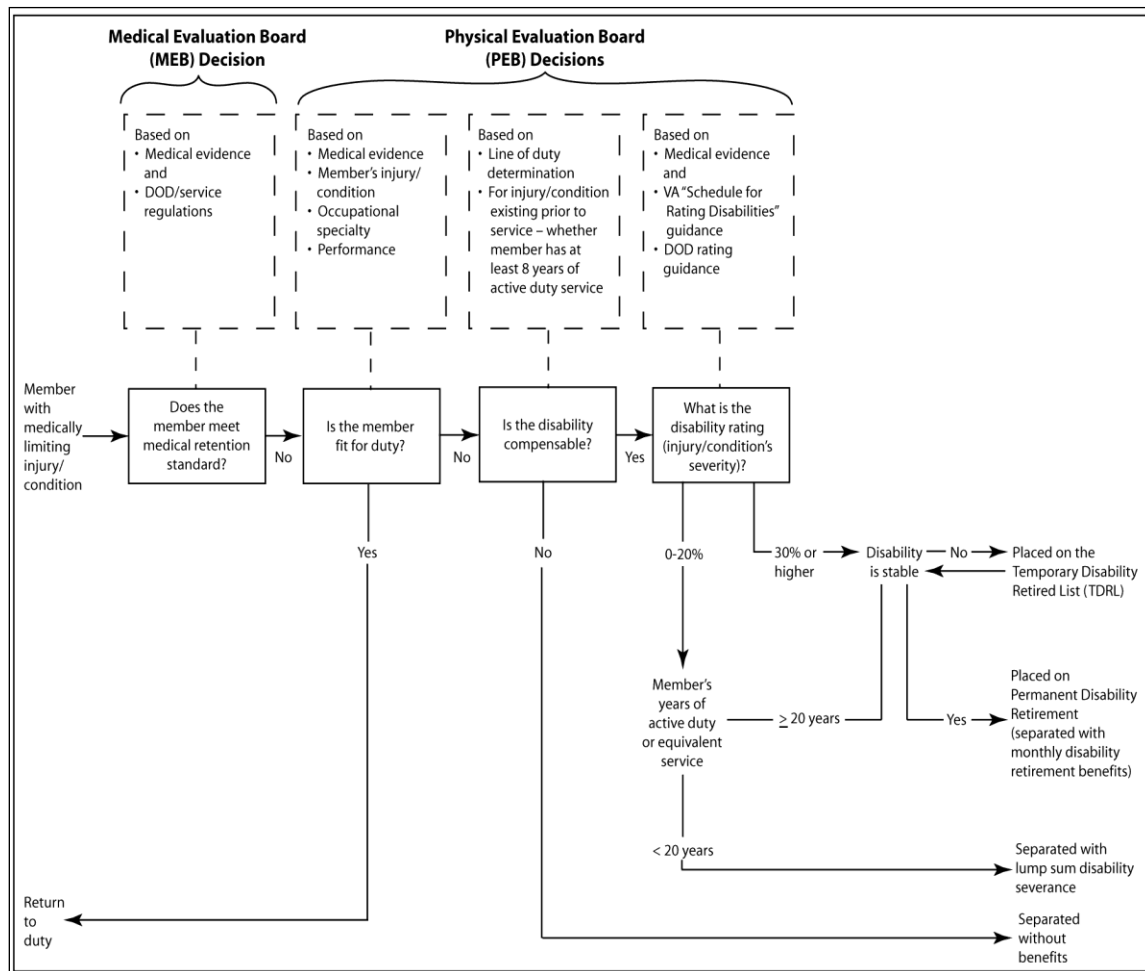 Medical Evaluation Board
(MEB) Decision
Physical Evaluation Board
(PEB) Decisions
Based on
• Medical evidence
and
• DOD/service
regulations
Based on
• Medical evidence
• Member's injury/
condition
• Occupational
specialty
• Performance
Based on
• Line of duty
determination
• For injury/condition
existing prior to
service – whether
member has at
least 8 years of
active duty service
Based on
• Medical evidence
and
• VA "Schedule for
Rating Disabilities"
guidance
• DOD rating
guidance
Member
with
medically
limiting
injury/
condition
Does the
member meet
medical retention
standard?
No
Is the member
fit for duty?
No
Is the disability
compensable?
Yes
What is the
disability rating
(injury/condition's
severity)?
Yes
No
0-20%
30% or
higher
Disability
is stable
No
Placed on the
Temporary Disability
Retired List (TDRL)
Member's
years of
active duty
or equivalent
service
≥ 20 years
Yes
Placed on
Permanent Disability
Retirement
(separated with
monthly disability
retirement benefits)
< 20 years
Separated with
lump sum disability
severance
Return
to
duty
Separated
without
benefits